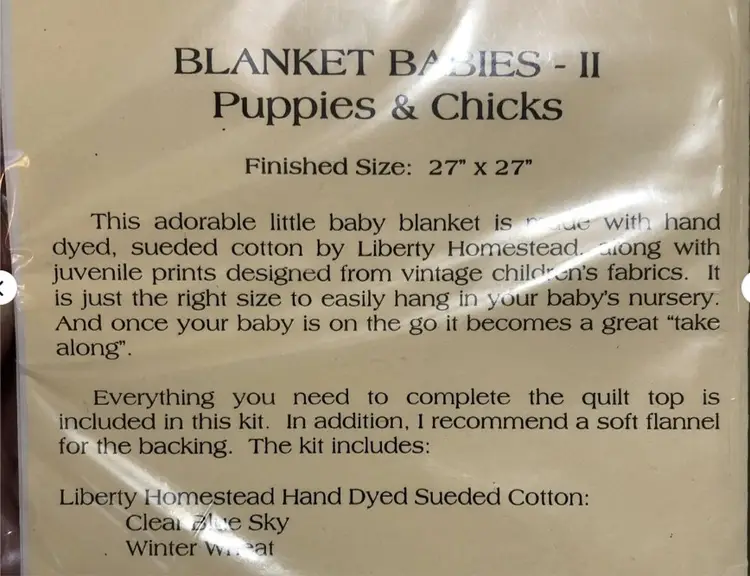 BLANKET BABIES - II
Puppies & Chicks
Finished Size: 27" x 27"
This adorable little baby blanket is made with hand
dyed, sueded cotton by Liberty Homestead, along with
juvenile prints designed from vintage children's fabrics. It
is just the right size to easily hang in your baby's nursery.
And once your baby is on the go it becomes a great “take
along”.
Everything you need to complete the quilt top is
included in this kit. In addition, I recommend a soft flannel
for the backing. The kit includes:
Liberty Homestead Hand Dyed Sueded Cotton:
Clear Blue Sky
Winter Wheat